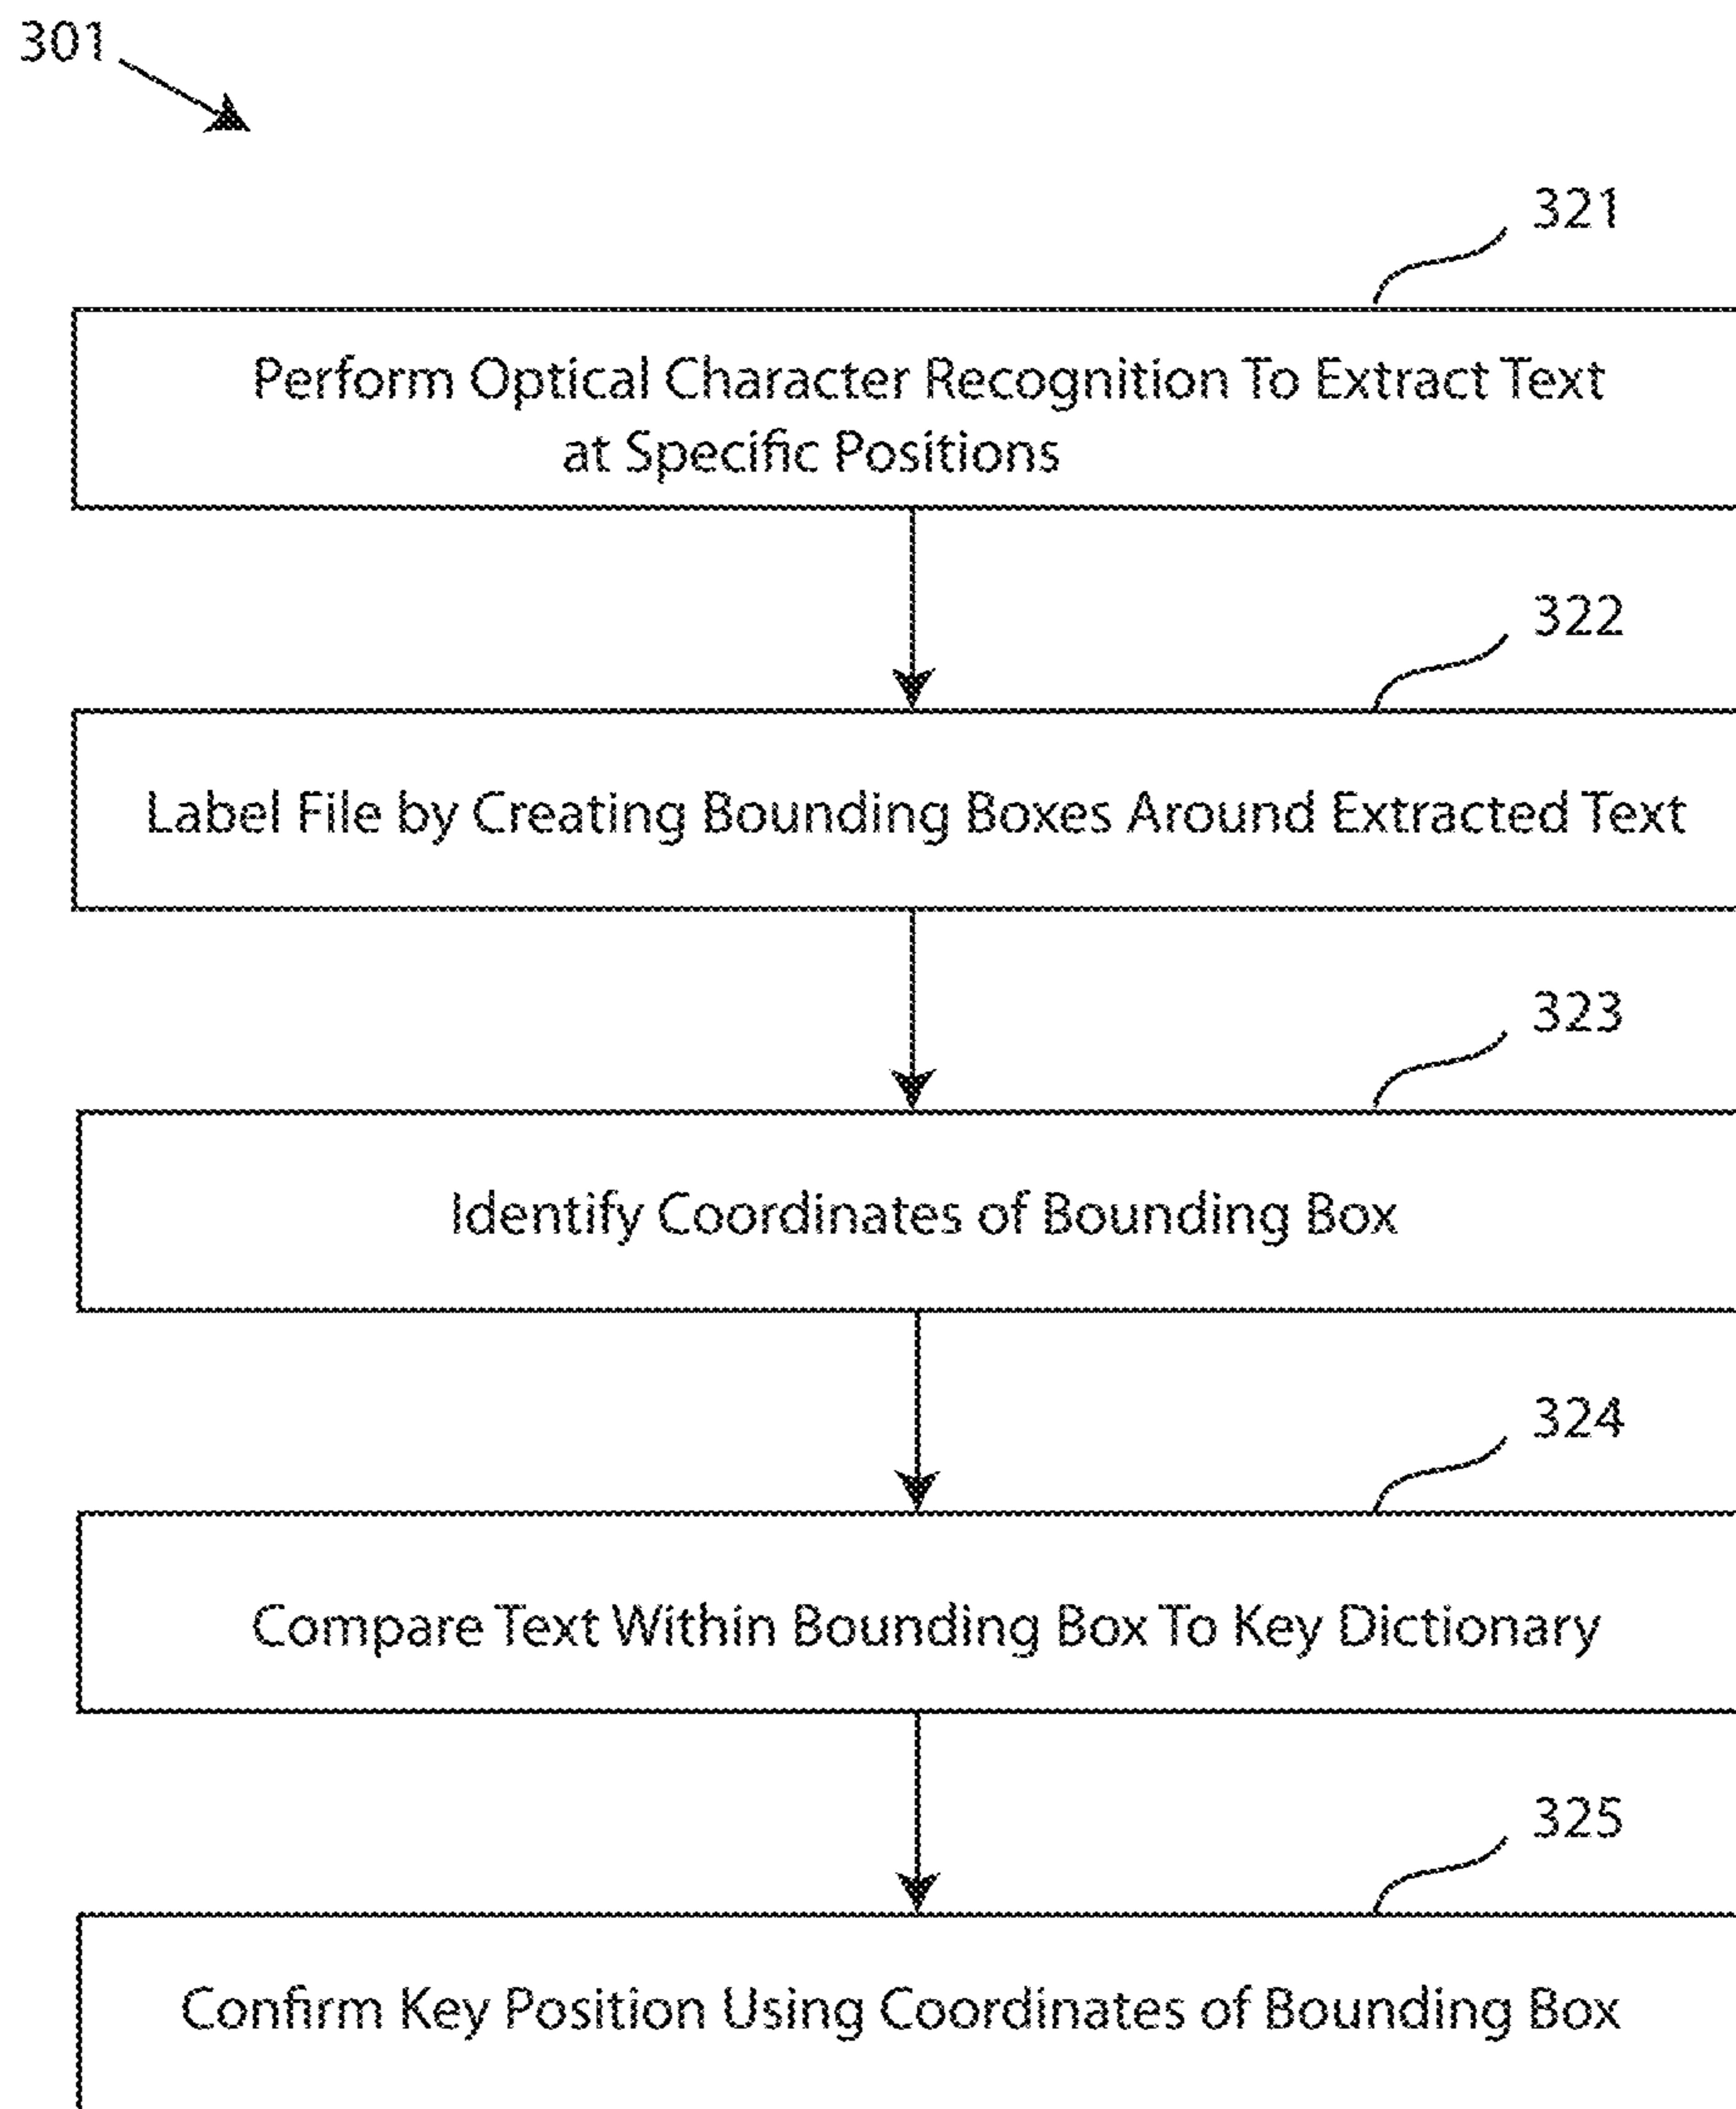 301
321
Perform Optical Character Recognition To Extract Text
at Specific Positions
322
Label File by Creating Bounding Boxes Around Extracted Text
323
Identify Coordinates of Bounding Box
324
Compare Text Within Bounding Box To Key Dictionary
325
Confirm Key Position Using Coordinates of Bounding Box